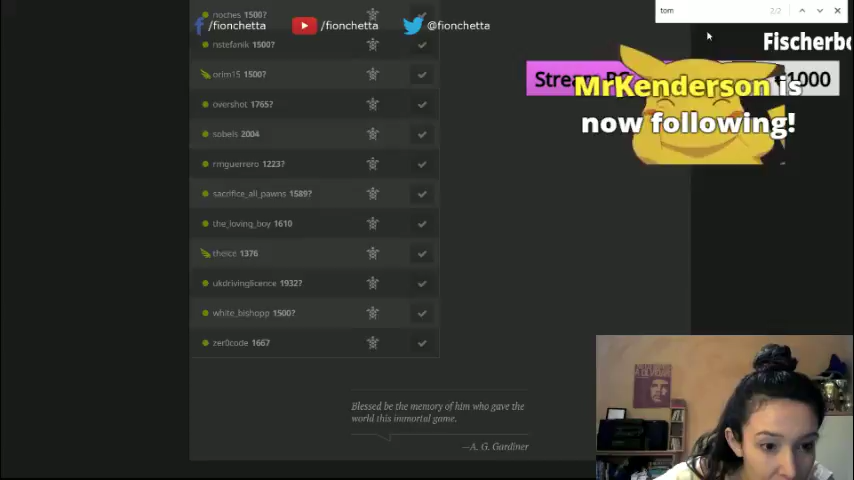 tom 2/2
noches 1500?
/fionchetta /fionchetta @fionchetta
nstefanik 1500?
orim15 1500?
overshot 1765?
sobels 2004
rmguerrero 1223?
sacrifice_all_pawns 1589?
the_loving_boy 1610
theice 1376
ukdrivinglicence 1932?
white_bishopp 1500?
zer0code 1667
Fischerbo
Stream
1000
MrKenderson is
now following!
Blessed be the memory of him who gave the
world this immortal game.
—A. G. Gardiner